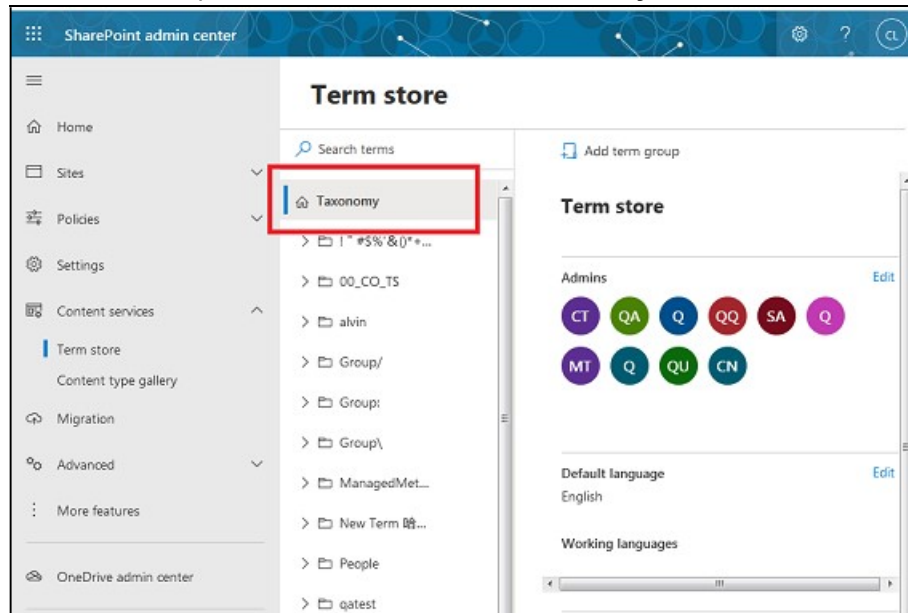 SharePoint admin center
?
CL
Term store
Home
Search terms
Add term group
Sites
Taxonomy
Term store
Policies
! " #$%'&()*+...
Settings
00_CO_TS
Admins
Edit
Content services
alvin
CT QA Q QQ SA Q
Term store
Group/
MT Q QU CN
Content type gallery
Group:
Migration
Group\
Advanced
ManagedMet...
Default language
Edit
English
More features
New Term 哈...
Working languages
People
OneDrive admin center
qatest